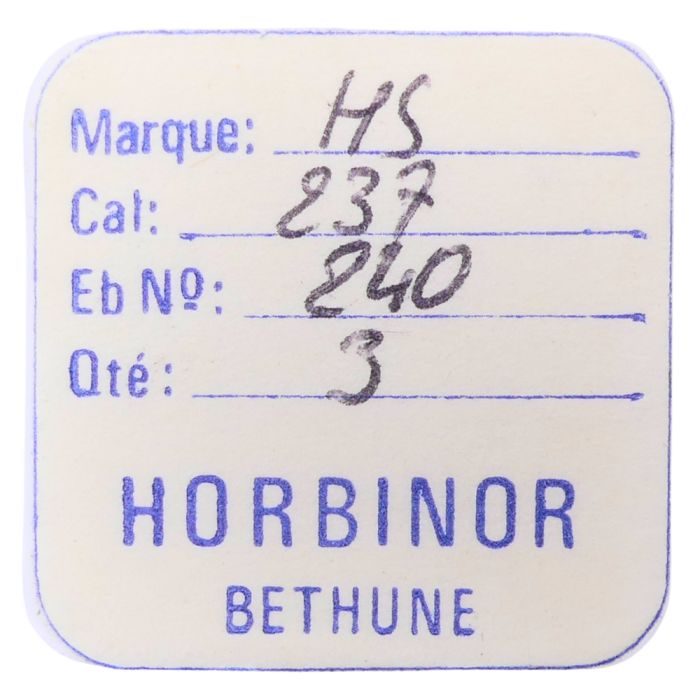 Marque: HS
Cal: 237
Eb Nº: 240
Qté: 3
HORBINOR
BETHUNE